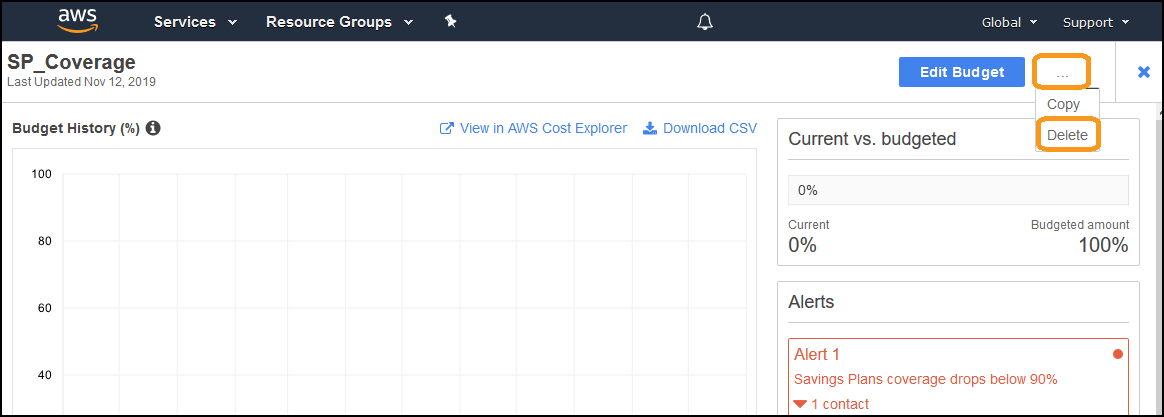 aws Services Resource Groups Global Support
SP_Coverage
Last Updated Nov 12, 2019
Edit Budget ...
Copy
Delete
Budget History (%) View in AWS Cost Explorer Download CSV
100
80
60
40
Current vs. budgeted
0%
Current Budgeted amount
0% 100%
Alerts
Alert 1
Savings Plans coverage drops below 90%
1 contact